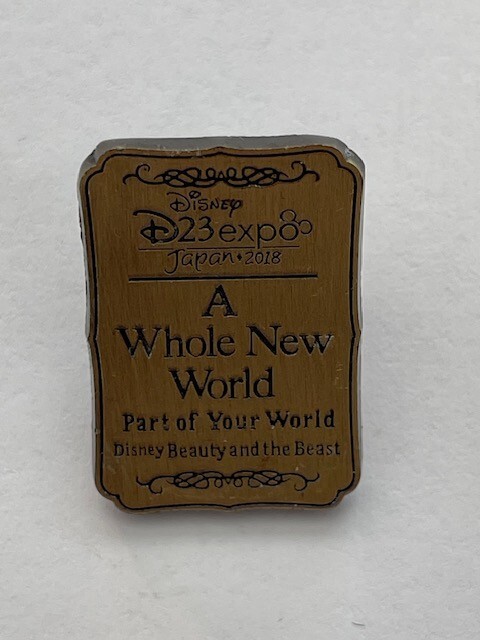 Disney
D23 expo
Japan 2018
A
Whole New
World
Part of Your World
Disney Beauty and the Beast